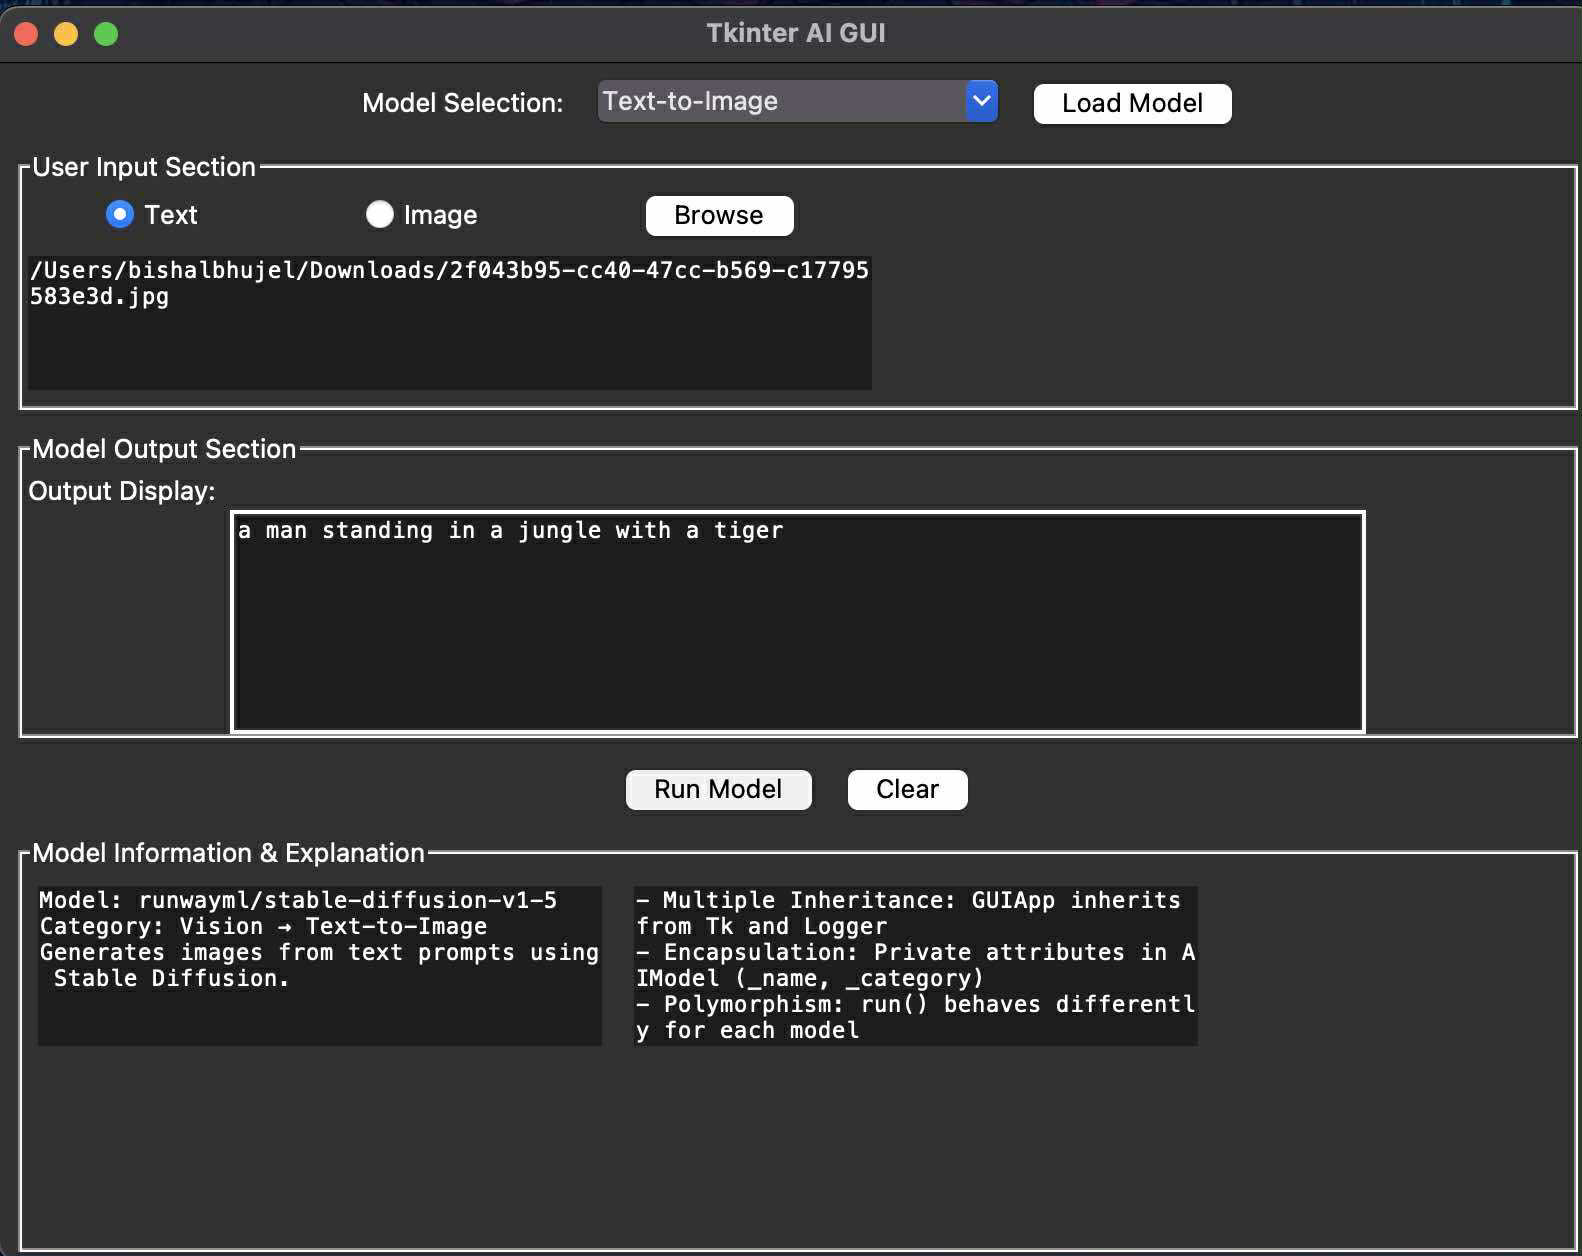 Tkinter AI GUI
Model Selection: Text-to-Image Load Model
User Input Section
Text Image Browse
/Users/bishalbhujel/Downloads/2f043b95-cc40-47cc-b569-c17795
583e3d.jpg
Model Output Section
Output Display:
a man standing in a jungle with a tiger
Run Model Clear
Model Information & Explanation
Model: runwayml/stable-diffusion-v1-5
Category: Vision → Text-to-Image
Generates images from text prompts using
Stable Diffusion.
- Multiple Inheritance: GUIApp inherits
from Tk and Logger
- Encapsulation: Private attributes in A
IModel (_name, _category)
- Polymorphism: run() behaves differentl
y for each model